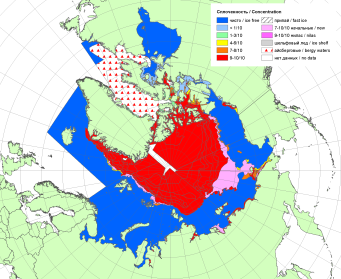 Сплоченность / Concentration
чисто / ice free
< 1/10
1-3/10
4-6/10
7-8/10
9-10/10
припай / fast ice
7-10/10 начальных / new
9-10/10 нилас / nilas
шельфовый лед / ice shelf
айсберговые / bergy waters
нет данных / no data